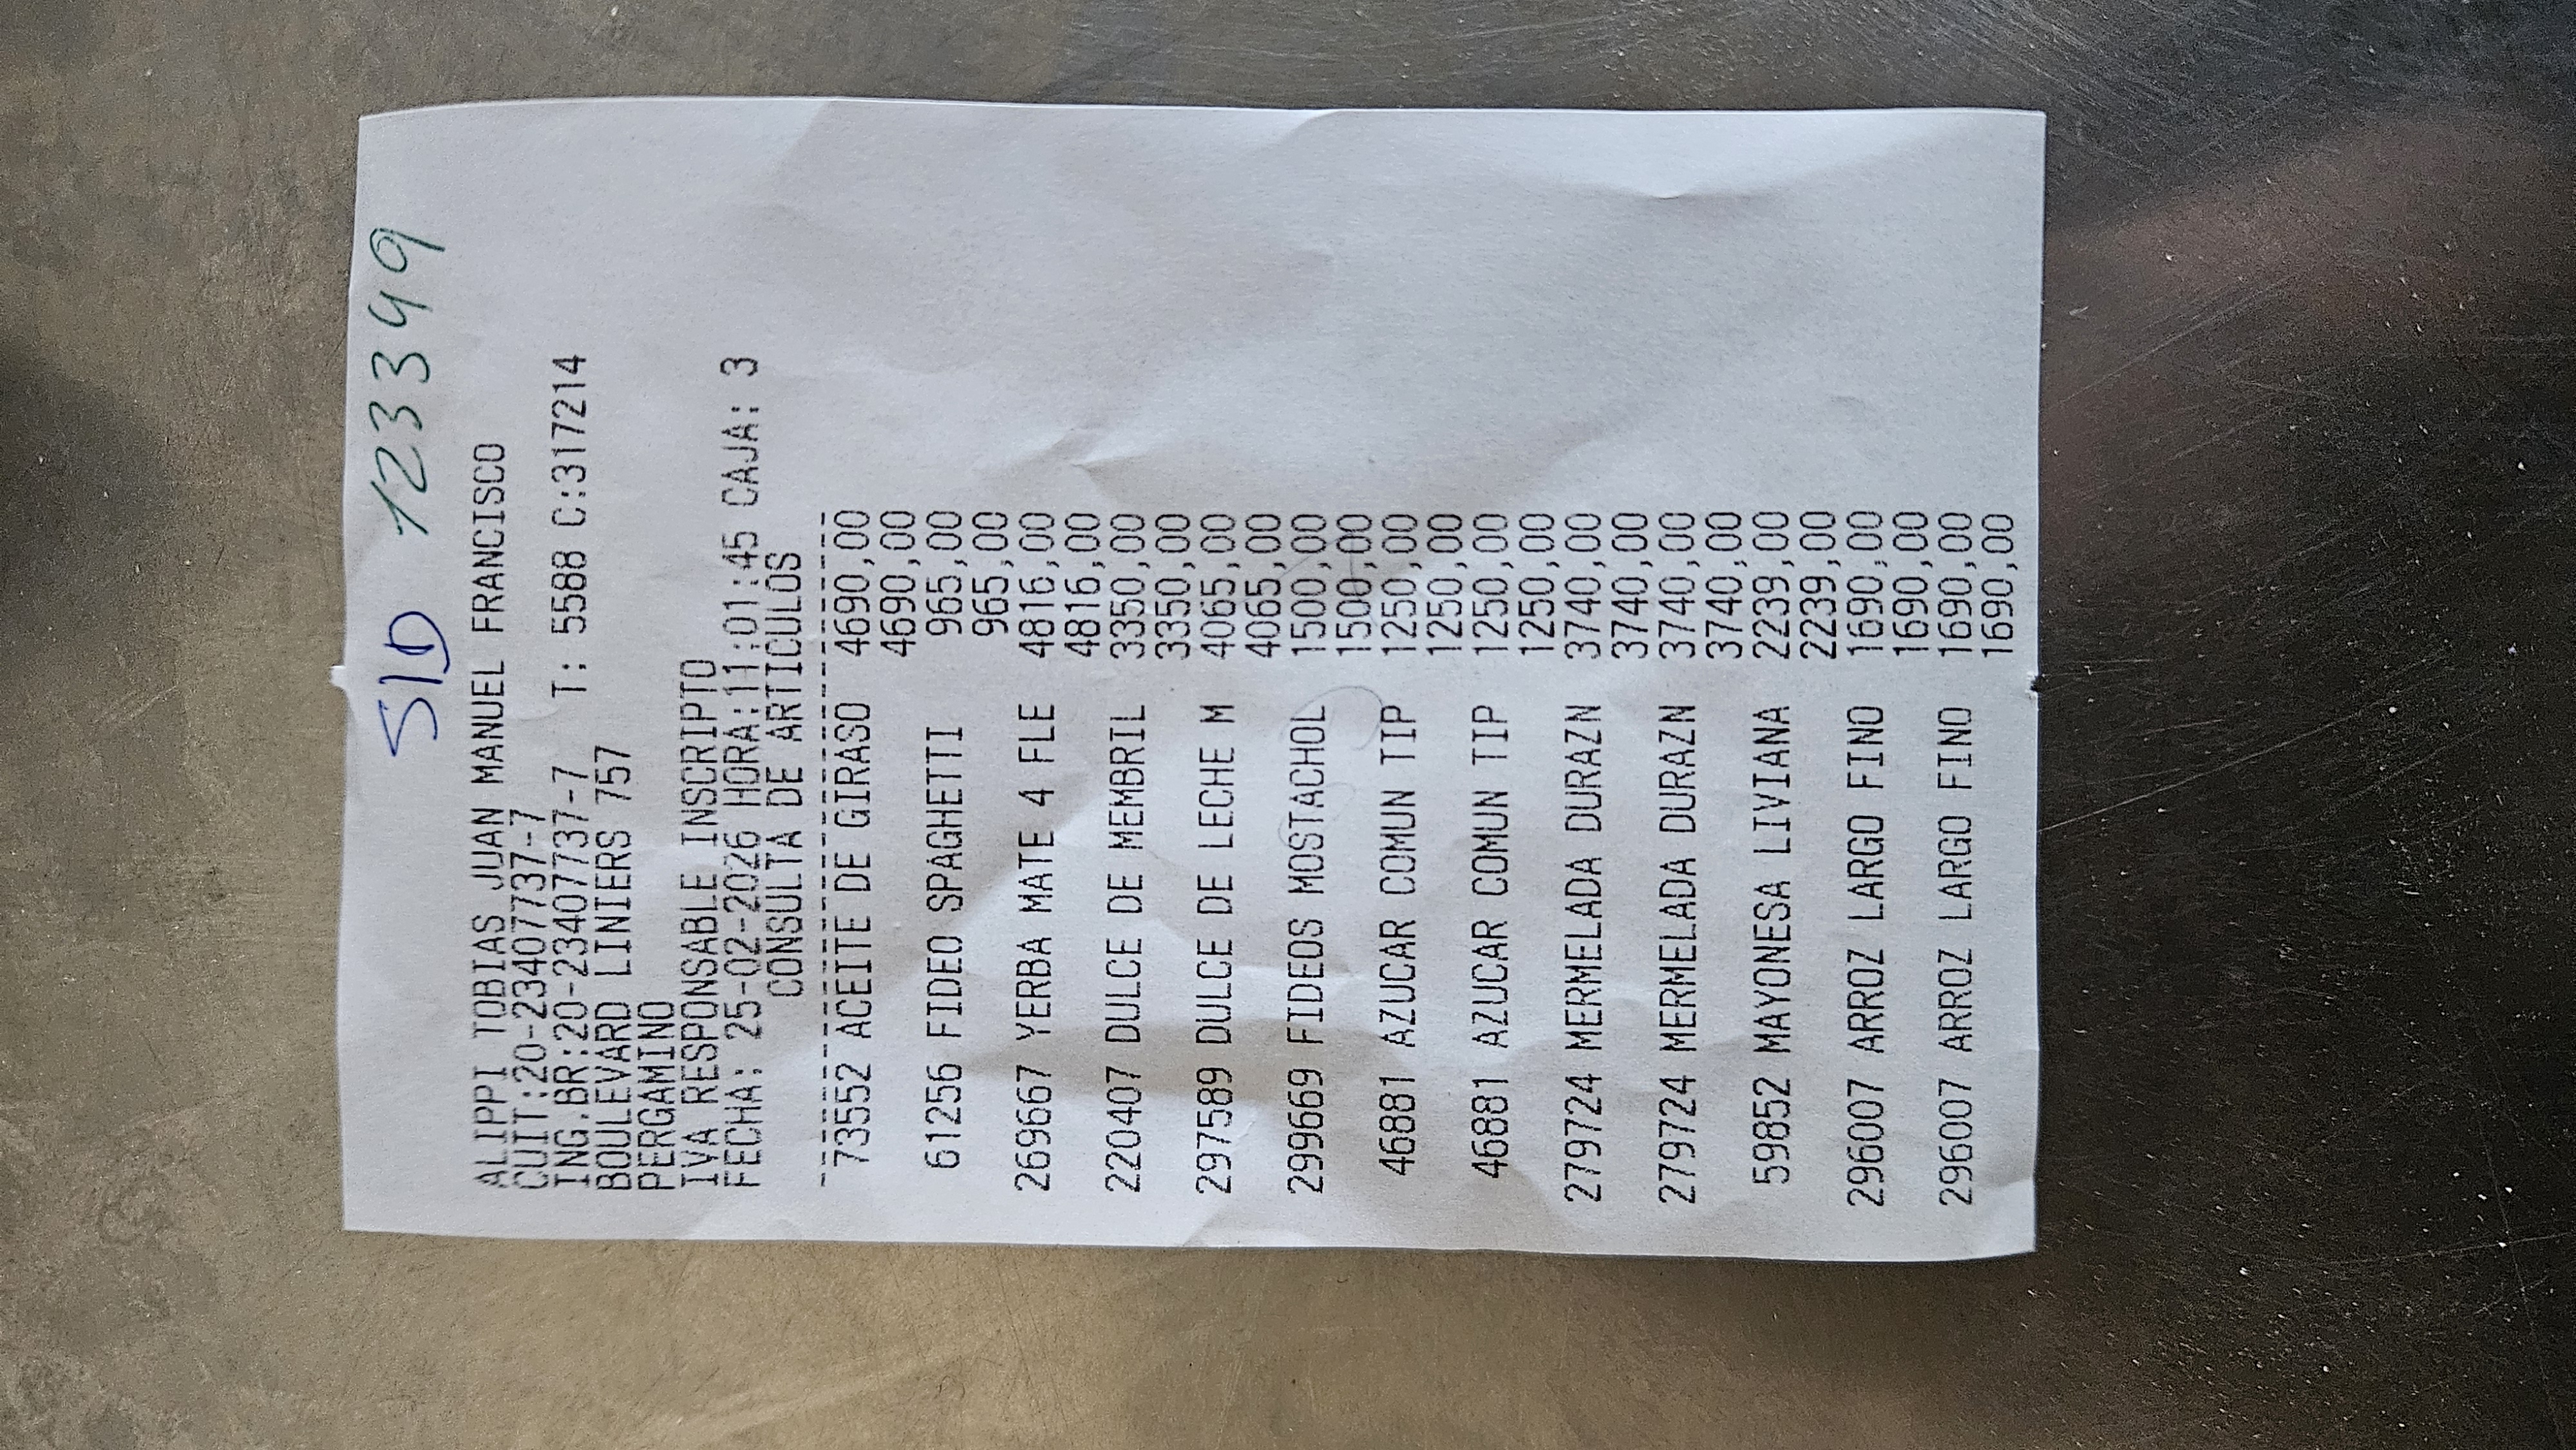 SID 123349
ALIPPI TOBIAS JUAN MANUEL FRANCISCO
CUIT:20-23407737-7
ING.BR:20-23407737-7 T: 5588 C:317214
BOULEVARD LINIERS 757
PERGAMINO
IVA RESPONSABLE INSCRIPTO
FECHA: 25-02-2026 HORA:11:01:45 CAJA: 3
CONSULTA DE ARTICULOS
73552 ACEITE DE GIRASO 4690,00
4690,00
61256 FIDEO SPAGHETTI 965,00
965,00
269667 YERBA MATE 4 FLE 4816,00
4816,00
220407 DULCE DE MEMBRIL 3350,00
3350,00
297589 DULCE DE LECHE M 4065,00
4065,00
299669 FIDEOS MOSTACHOL 1500,00
1500,00
46881 AZUCAR COMUN TIP 1250,00
1250,00
46881 AZUCAR COMUN TIP 1250,00
1250,00
279724 MERMELADA DURAZN 3740,00
3740,00
279724 MERMELADA DURAZN 3740,00
3740,00
59852 MAYONESA LIVIANA 2239,00
2239,00
296007 ARROZ LARGO FINO 1690,00
1690,00
296007 ARROZ LARGO FINO 1690,00
1690,00